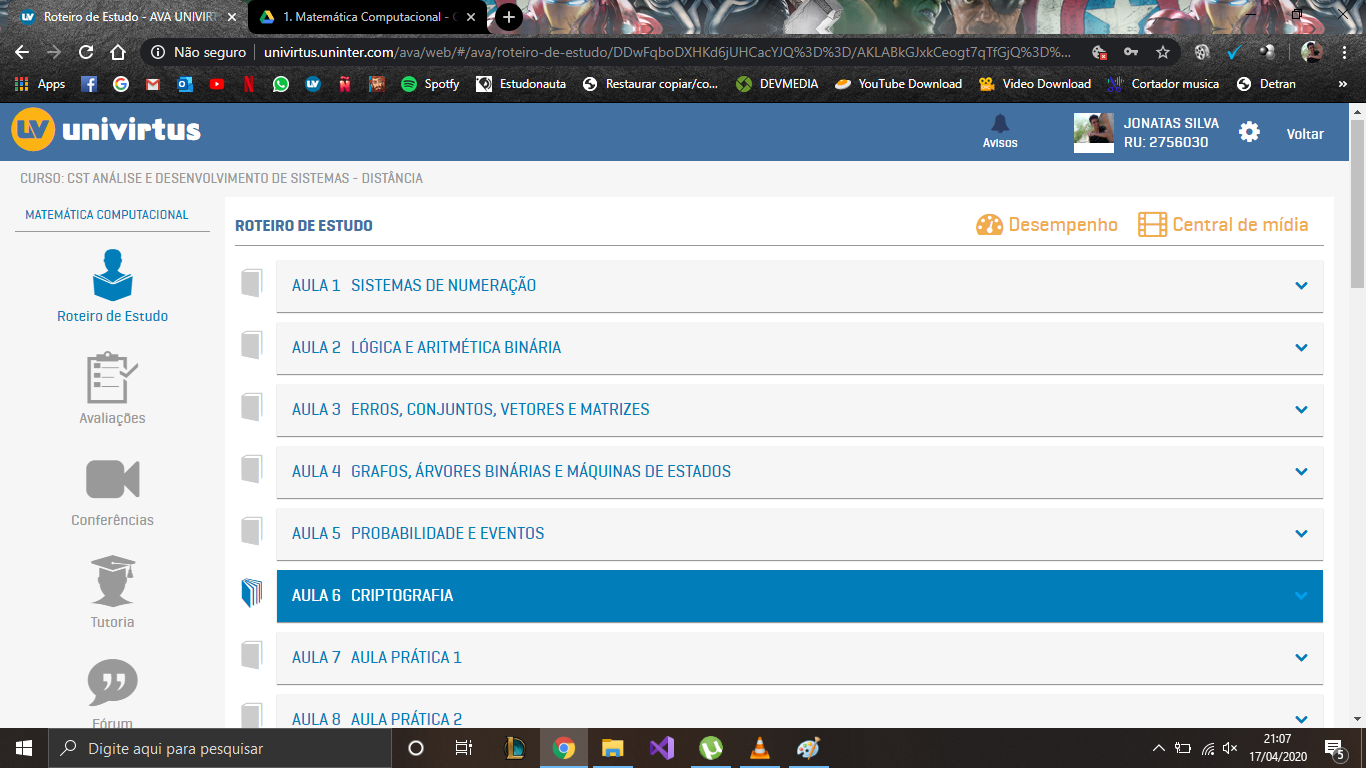 Roteiro de Estudo - AVA UNIVIRT
1. Matemática Computacional - C
Não seguro
univirtus.uninter.com/ava/web/#/ava/roteiro-de-estudo/DDwFqboDXHKd6jUHCacYJQ%3D%3D/AKLABkGJxkCeogt7qTfGjQ%3D%...
Apps
Spotfy
Estudonauta
Restaurar copiar/co...
DEVMEDIA
YouTube Download
Video Download
Cortador musica
Detran
»
univirtus
Avisos
JONATAS SILVA
RU: 2756030
Voltar
CURSO: CST ANÁLISE E DESENVOLVIMENTO DE SISTEMAS - DISTÂNCIA
MATEMÁTICA COMPUTACIONAL
Roteiro de Estudo
Avaliações
Conferências
Tutoria
Fórum
ROTEIRO DE ESTUDO
Desempenho
Central de mídia
AULA 1 SISTEMAS DE NUMERAÇÃO
AULA 2 LÓGICA E ARITMÉTICA BINÁRIA
AULA 3 ERROS, CONJUNTOS, VETORES E MATRIZES
AULA 4 GRAFOS, ÁRVORES BINÁRIAS E MÁQUINAS DE ESTADOS
AULA 5 PROBABILIDADE E EVENTOS
AULA 6 CRIPTOGRAFIA
AULA 7 AULA PRÁTICA 1
AULA 8 AULA PRÁTICA 2
Digite aqui para pesquisar
21:07
17/04/2020
5